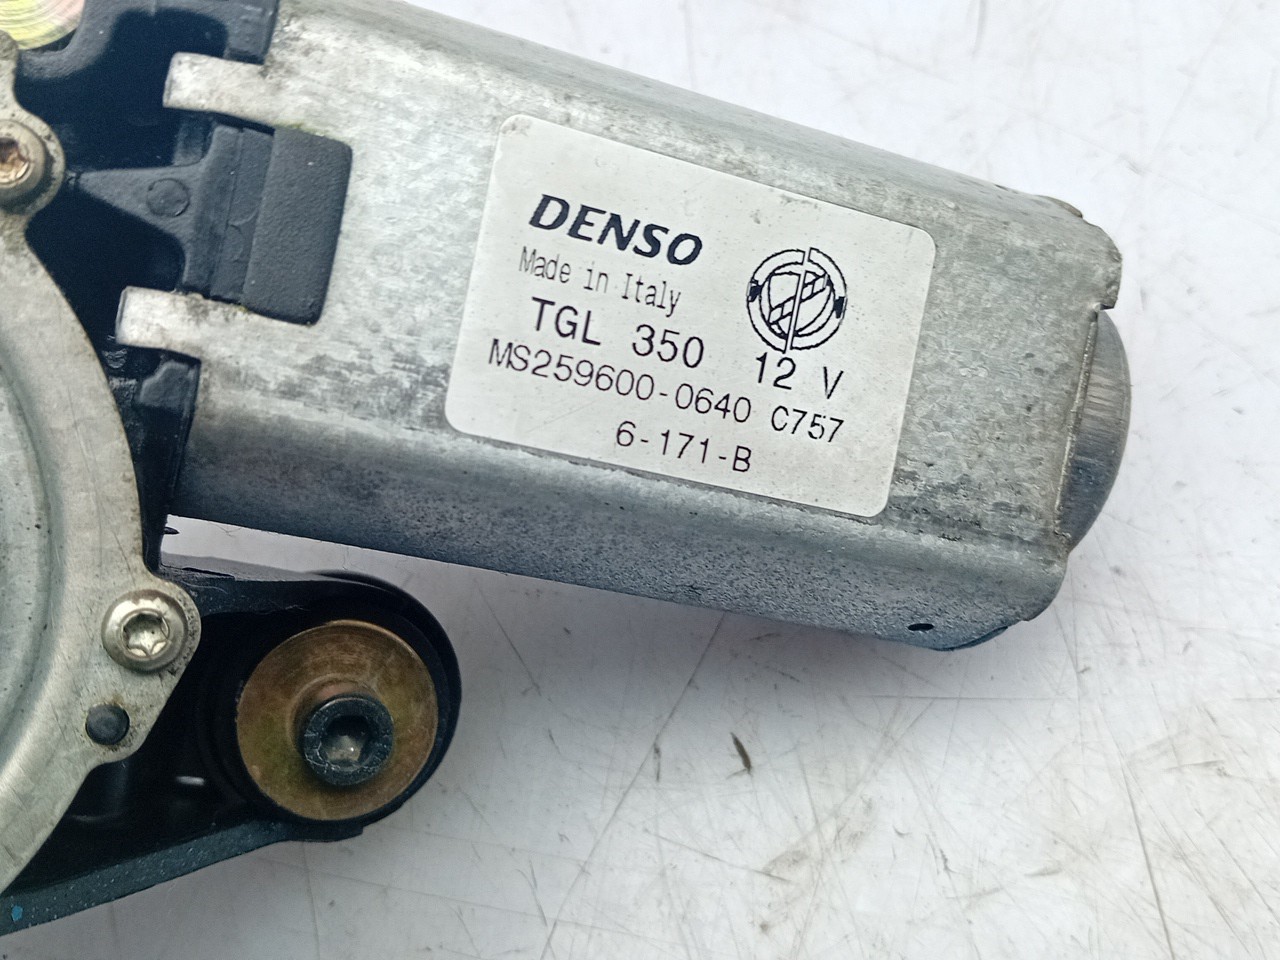 DENSO
Made in Italy
TGL 350 12 V
MS259600-0640 C757
6-171-B